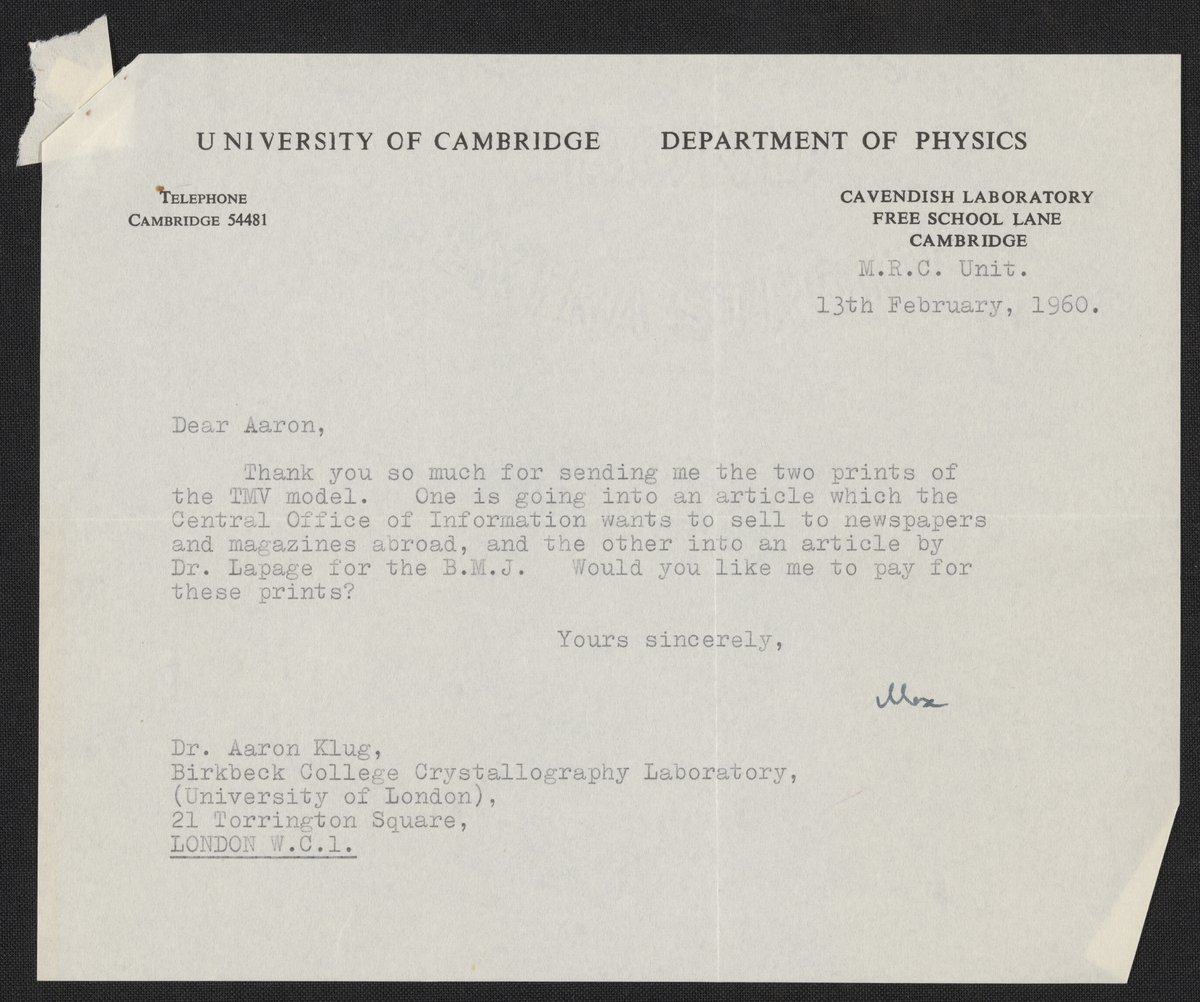 UNIVERSITY OF CAMBRIDGE DEPARTMENT OF PHYSICS
TELEPHONE
CAMBRIDGE 54481
CAVENDISH LABORATORY
FREE SCHOOL LANE
CAMBRIDGE
M.R.C. Unit.
13th February, 1960.
Dear Aaron,
Thank you so much for sending me the two prints of
the TMV model. One is going into an article which the
Central Office of Information wants to sell to newspapers
and magazines abroad, and the other into an article by
Dr. Lapage for the B.M.J. Would you like me to pay for
these prints?
Yours sincerely,
Max
Dr. Aaron Klug,
Birkbeck College Crystallography Laboratory,
(University of London),
21 Torrington Square,
LONDON W.C.1.